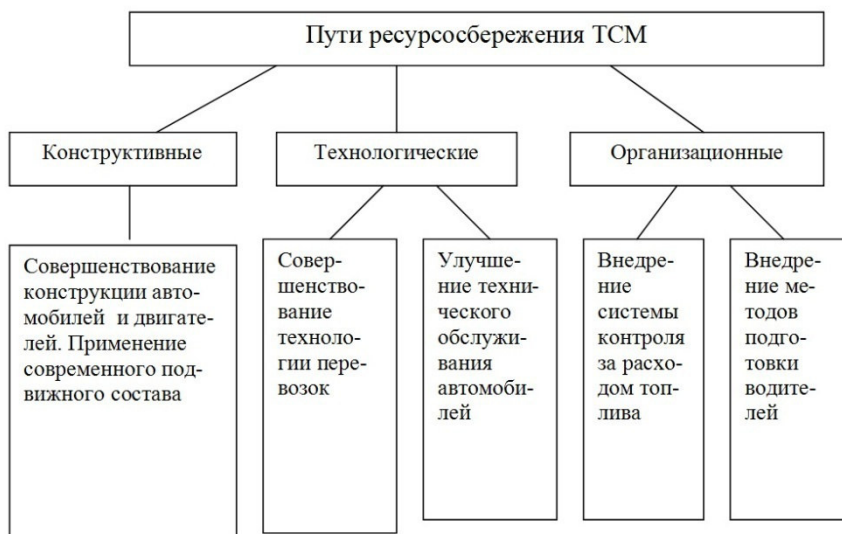 Пути ресурсосбережения ТСМ
Конструктивные
Технологические
Организационные
Совершенствование
конструкции авто-
мобилей и двигате-
лей. Применение
современного под-
вижного состава
Совер-
шенство-
вание
техноло-
гии пере-
возок
Улучше-
ние техни-
ческого
обслужи-
вания
автомоби-
лей
Внедре-
ние
системы
контроля
за расхо-
дом топ-
лива
Внедре-
ние ме-
тодов
подго-
товки
водите-
лей